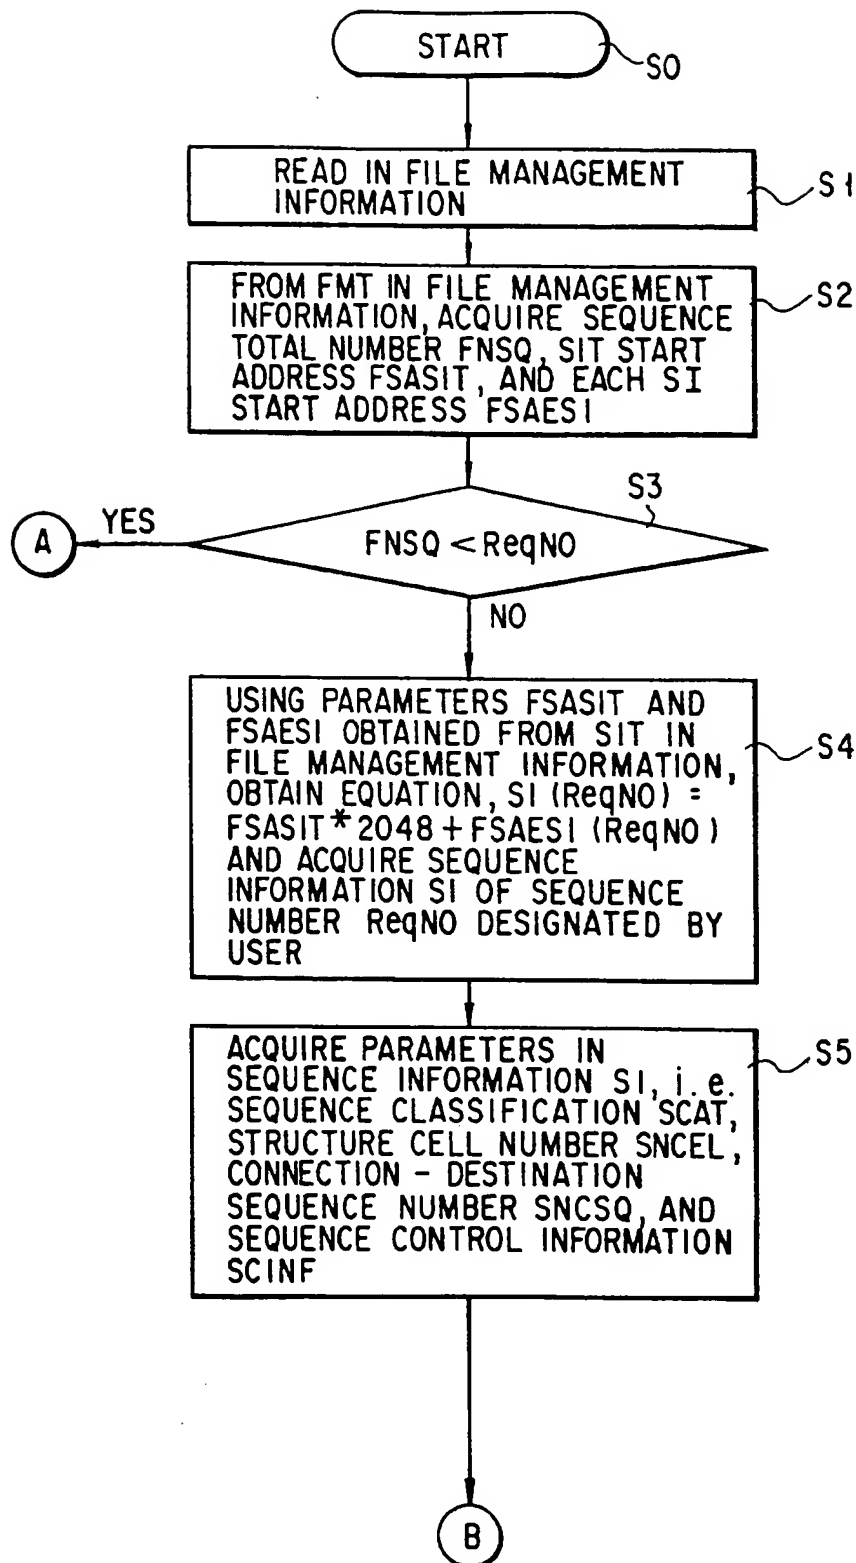 START
S0
READ IN FILE MANAGEMENT
INFORMATION
S1
FROM FMT IN FILE MANAGEMENT
INFORMATION, ACQUIRE SEQUENCE
TOTAL NUMBER FNSQ, SIT START
ADDRESS FSASIT, AND EACH SI
START ADDRESS FSAESI
S2
S3
FNSQ < ReqNO
YES
A
NO
USING PARAMETERS FSASIT AND
FSAESI OBTAINED FROM SIT IN
FILE MANAGEMENT INFORMATION,
OBTAIN EQUATION, SI (ReqNO) =
FSASIT * 2048 + FSAESI (ReqNO)
AND ACQUIRE SEQUENCE
INFORMATION SI OF SEQUENCE
NUMBER ReqNO DESIGNATED BY
USER
S4
ACQUIRE PARAMETERS IN
SEQUENCE INFORMATION SI, i.e.
SEQUENCE CLASSIFICATION SCAT,
STRUCTURE CELL NUMBER SNCEL,
CONNECTION - DESTINATION
SEQUENCE NUMBER SNCSQ, AND
SEQUENCE CONTROL INFORMATION
SCINF
S5
B